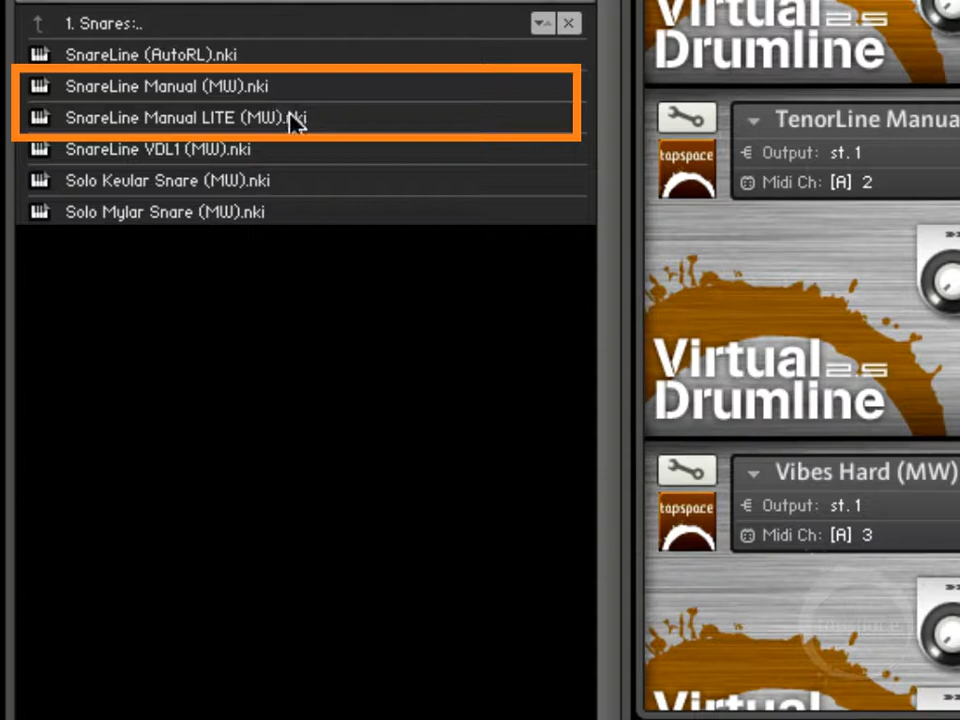 1. Snares:..
SnareLine (AutoRL).nki
SnareLine Manual (MW).nki
SnareLine Manual LITE (MW).nki
SnareLine VDL1 (MW).nki
Solo Kevlar Snare (MW).nki
Solo Mylar Snare (MW).nki
Virtual 2.5
Drumline
TenorLine Manua
tapspace
Output: st.1
Midi Ch: [A] 2
Virtual 2.5
Drumline
Vibes Hard (MW)
tapspace
Output: st.1
Midi Ch: [A] 3
Virtual